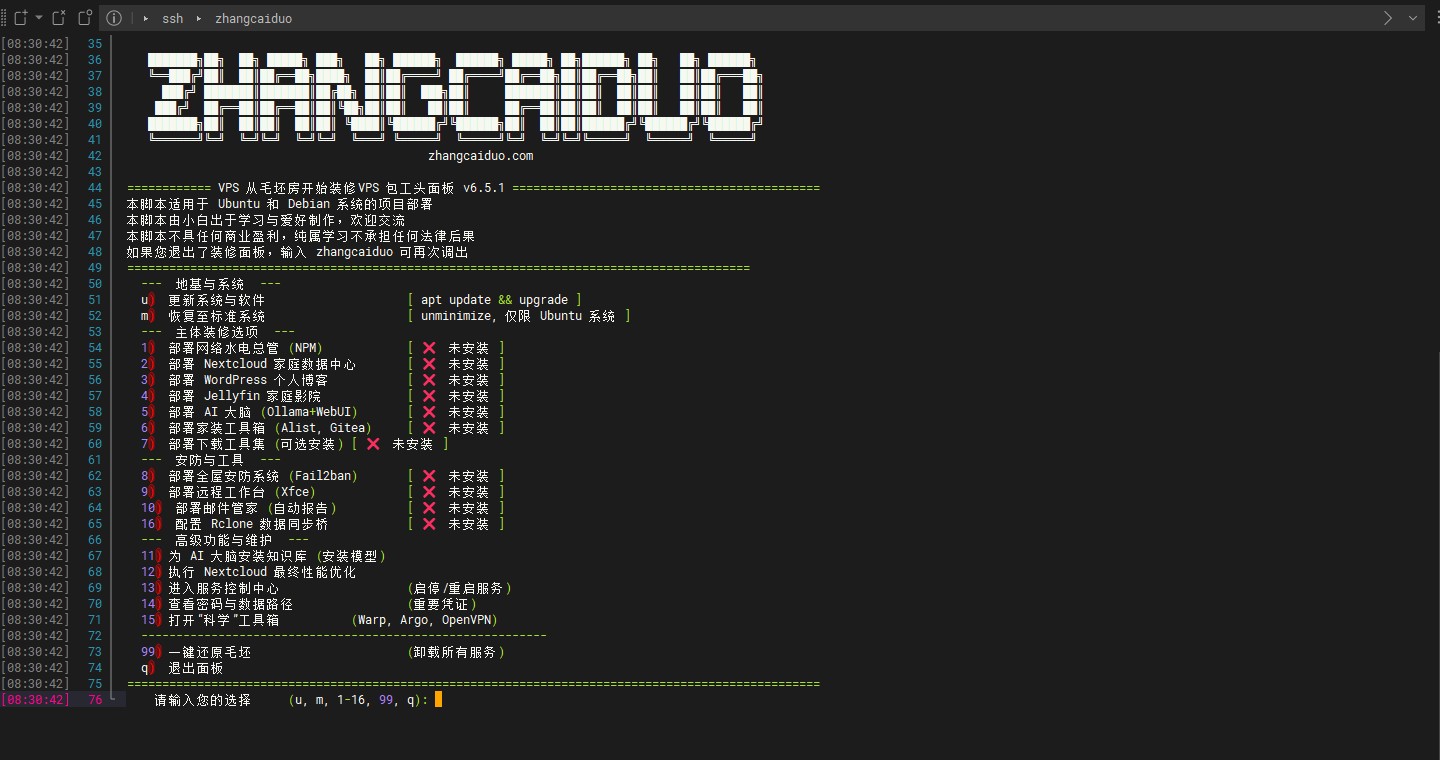 ssh zhangcaiduo
[08:30:42] 35
[08:30:42] 36
[08:30:42] 37
[08:30:42] 38
[08:30:42] 39
[08:30:42] 40
[08:30:42] 41
ZHANGCAIDUO
[08:30:42] 42 zhangcaiduo.com
[08:30:42] 43
[08:30:42] 44 ============ VPS 从毛坯房开始装修VPS 包工头面板 v6.5.1 ============================================
[08:30:42] 45 本脚本适用于 Ubuntu 和 Debian 系统的项目部署
[08:30:42] 46 本脚本由小白出于学习与爱好制作，欢迎交流
[08:30:42] 47 本脚本不具任何商业盈利，纯属学习不承担任何法律后果
[08:30:42] 48 如果您退出了装修面板，输入 zhangcaiduo 可再次调出
[08:30:42] 49 =========================================================================================
[08:30:42] 50 --- 地基与系统 ---
[08:30:42] 51 u) 更新系统与软件 [ apt update && upgrade ]
[08:30:42] 52 m) 恢复至标准系统 [ unminimize, 仅限 Ubuntu 系统 ]
[08:30:42] 53 --- 主体装修选项 ---
[08:30:42] 54 1) 部署网络水电总管 (NPM) [ ❌ 未安装 ]
[08:30:42] 55 2) 部署 Nextcloud 家庭数据中心 [ ❌ 未安装 ]
[08:30:42] 56 3) 部署 WordPress 个人博客 [ ❌ 未安装 ]
[08:30:42] 57 4) 部署 Jellyfin 家庭影院 [ ❌ 未安装 ]
[08:30:42] 58 5) 部署 AI 大脑 (Ollama+WebUI) [ ❌ 未安装 ]
[08:30:42] 59 6) 部署家装工具箱 (Alist, Gitea) [ ❌ 未安装 ]
[08:30:42] 60 7) 部署下载工具集 (可选安装) [ ❌ 未安装 ]
[08:30:42] 61 --- 安防与工具 ---
[08:30:42] 62 8) 部署全屋安防系统 (Fail2ban) [ ❌ 未安装 ]
[08:30:42] 63 9) 部署远程工作台 (Xfce) [ ❌ 未安装 ]
[08:30:42] 64 10) 部署邮件管家 (自动报告) [ ❌ 未安装 ]
[08:30:42] 65 16) 配置 Rclone 数据同步桥 [ ❌ 未安装 ]
[08:30:42] 66 --- 高级功能与维护 ---
[08:30:42] 67 11) 为 AI 大脑安装知识库 (安装模型)
[08:30:42] 68 12) 执行 Nextcloud 最终性能优化
[08:30:42] 69 13) 进入服务控制中心 (启停/重启服务)
[08:30:42] 70 14) 查看密码与数据路径 (重要凭证)
[08:30:42] 71 15) 打开“科学”工具箱 (Warp, Argo, OpenVPN)
[08:30:42] 72 ----------------------------------------------------------
[08:30:42] 73 99) 一键还原毛坯 (卸载所有服务)
[08:30:42] 74 q) 退出面板
[08:30:42] 75 ===================================================================================================
[08:30:42] 76 请输入您的选择 (u, m, 1-16, 99, q):